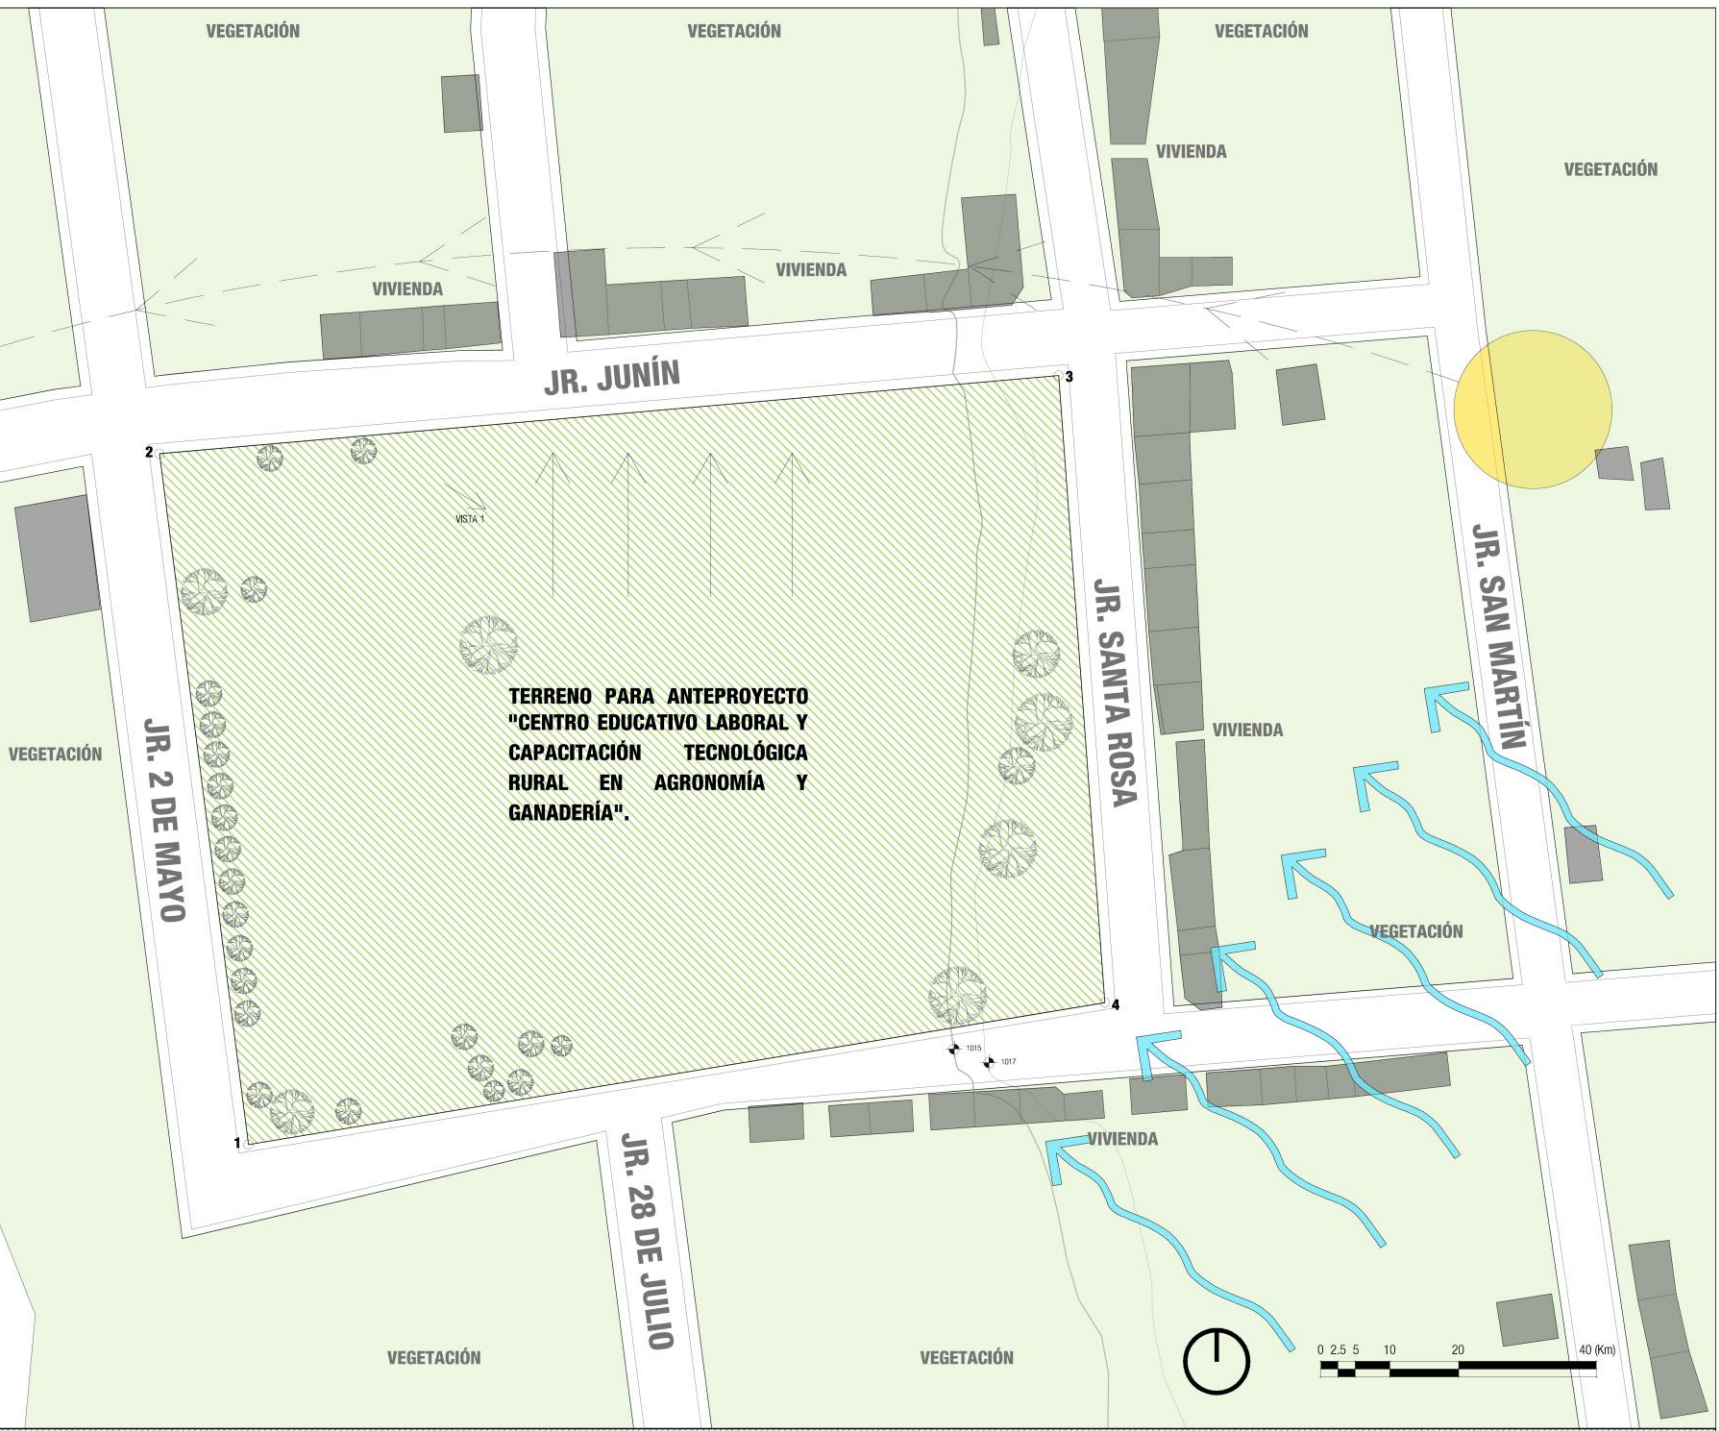 VEGETACIÓN
VEGETACIÓN
VEGETACIÓN
VIVIENDA
VEGETACIÓN
VIVIENDA
VIVIENDA
JR. JUNÍN
3
2
VISTA 1
JR. SAN MARTÍN
JR. SANTA ROSA
TERRENO PARA ANTEPROYECTO
"CENTRO EDUCATIVO LABORAL Y
CAPACITACIÓN TECNOLÓGICA
RURAL EN AGRONOMÍA Y
GANADERÍA".
JR. 2 DE MAYO
VEGETACIÓN
VIVIENDA
VEGETACIÓN
4
1015
1017
1
VIVIENDA
JR. 28 DE JULIO
VEGETACIÓN
VEGETACIÓN
0 2.5 5 10 20 40 (Km)